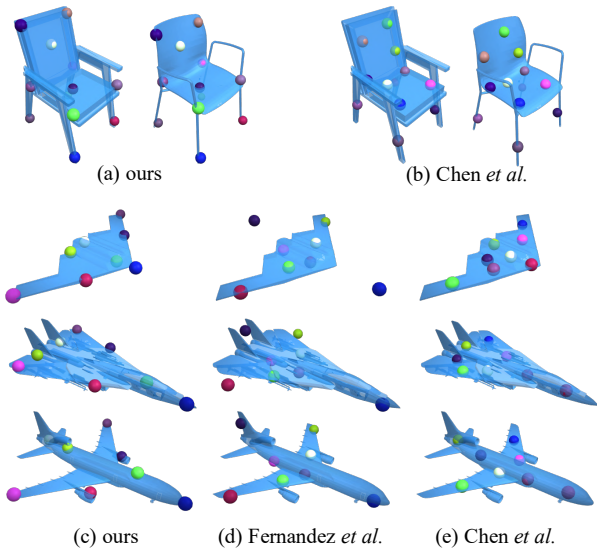 (a) ours
(b) Chen et al.
(c) ours
(d) Fernandez et al.
(e) Chen et al.